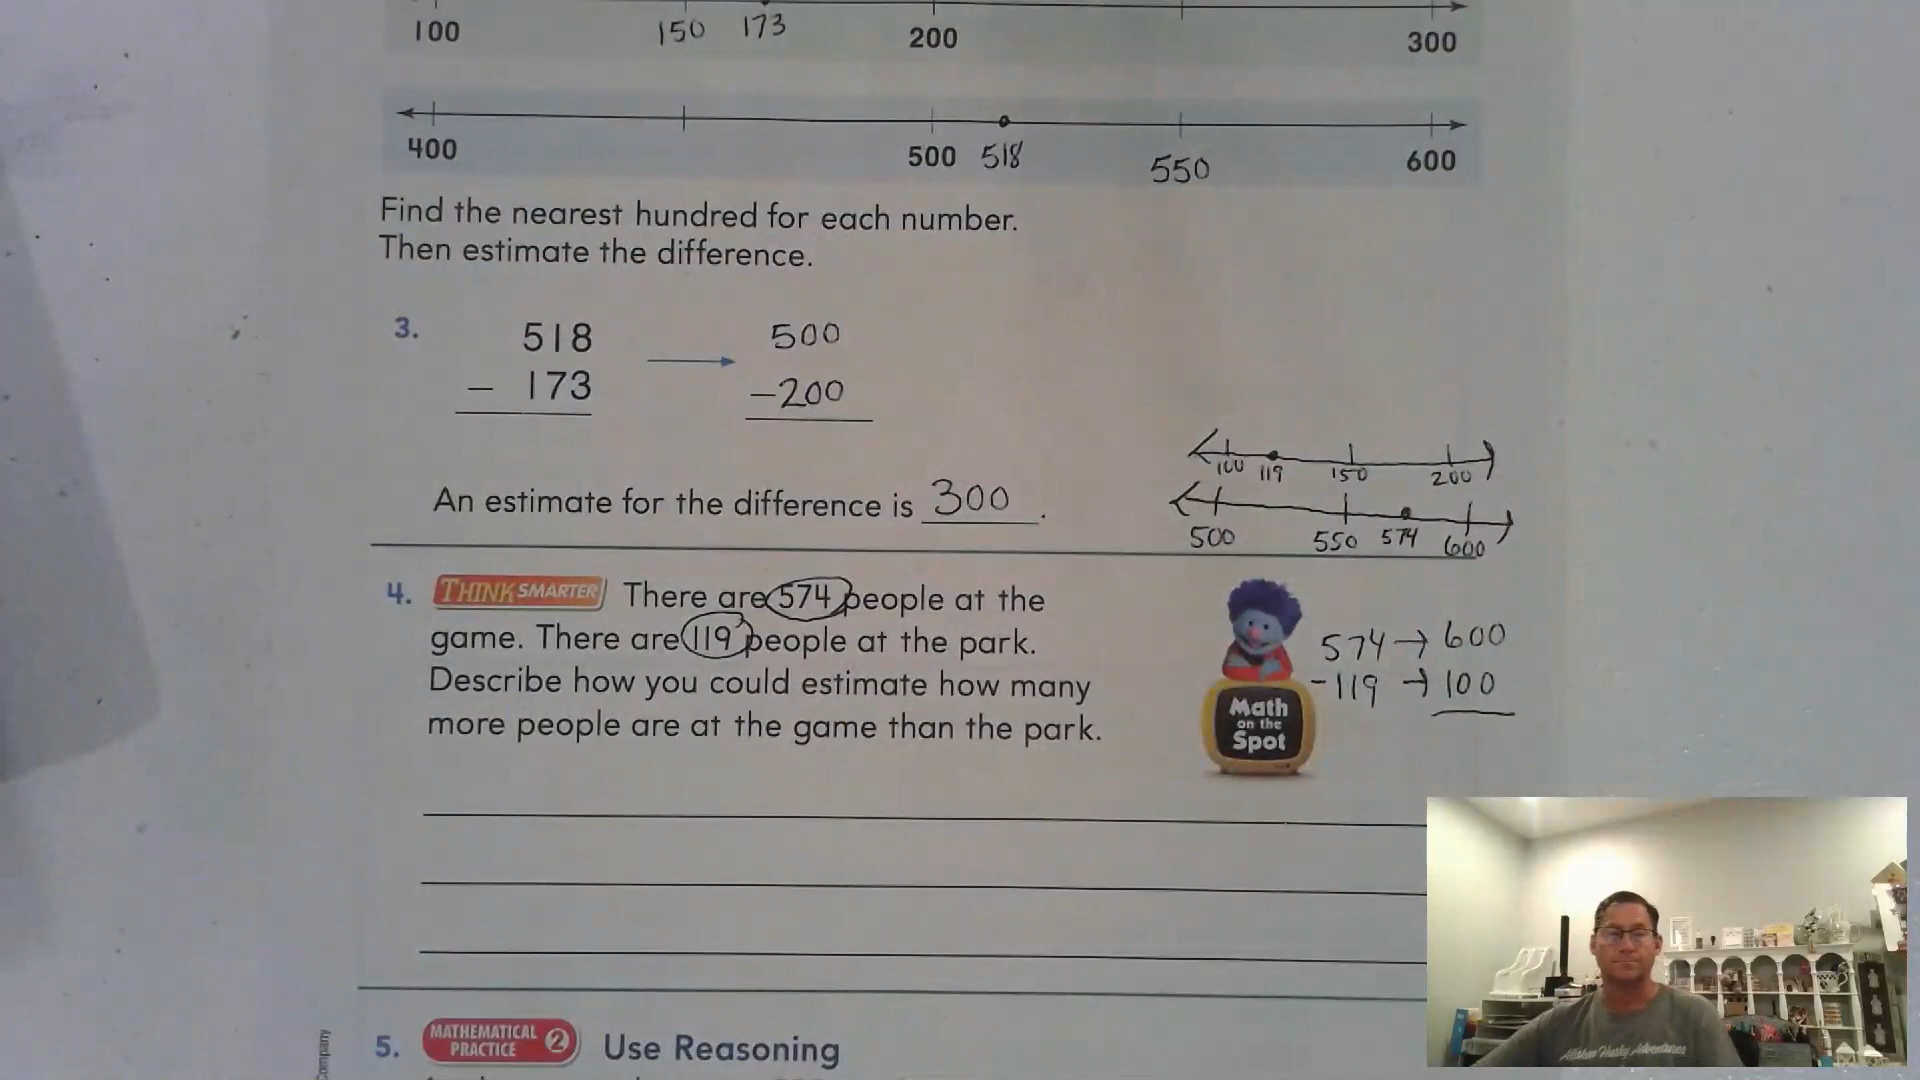 100 150 173 200 300
400 500 518 550 600
Find the nearest hundred for each number.
Then estimate the difference.
3. 518 500
- 173 -200
An estimate for the difference is 300.
100 119 150 200
500 550 574 600
4. THINK SMARTER There are 574 people at the
game. There are 119 people at the park.
Describe how you could estimate how many
more people are at the game than the park.
574 → 600
-119 → 100
Math
on the
Spot
5. MATHEMATICAL PRACTICE 2 Use Reasoning
Company